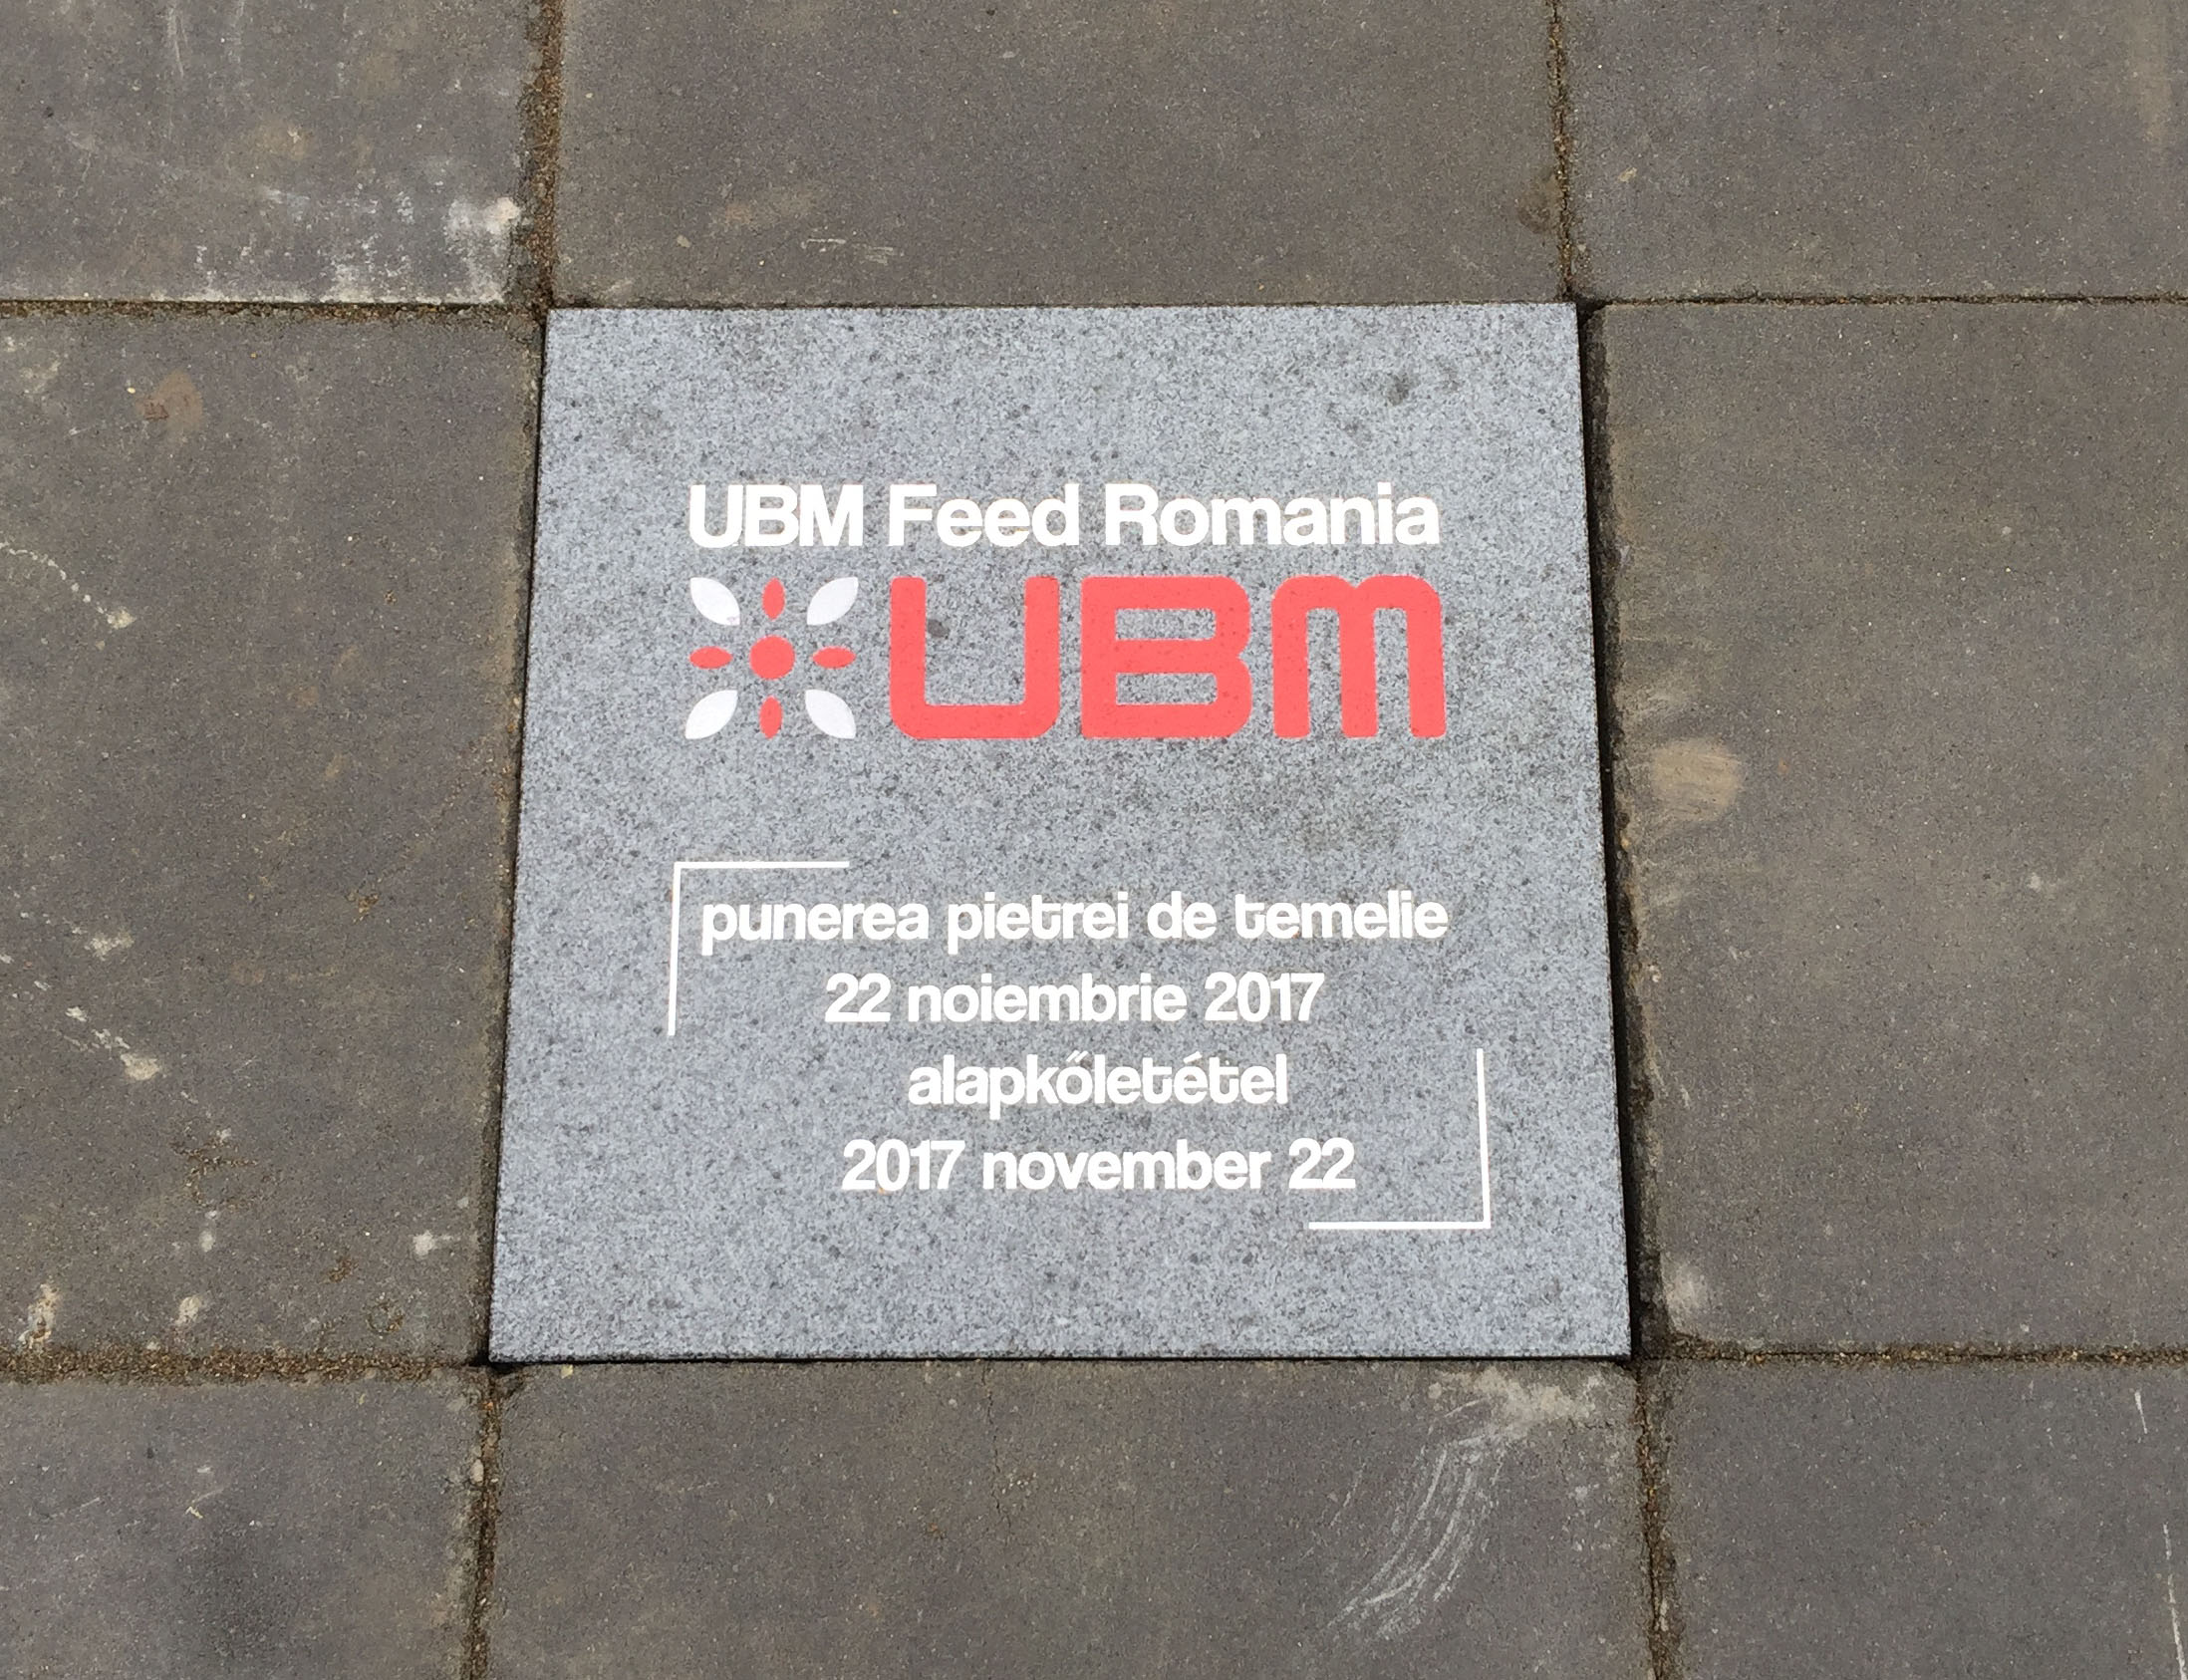 UBM Feed Romania
UBM
punerea pietrei de temelie
22 noiembrie 2017
alapkőletétel
2017 november 22